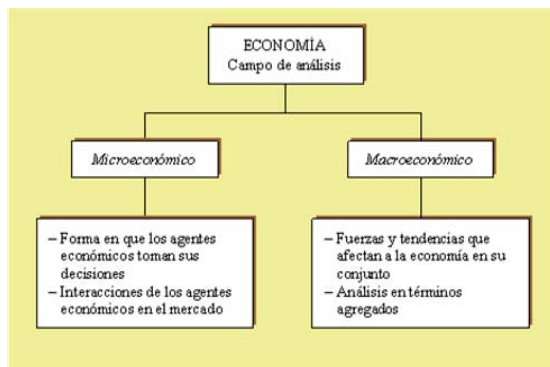 ECONOMÍA
Campo de análisis
Microeconómico
Macroeconómico
– Forma en que los agentes
económicos toman sus
decisiones
– Interacciones de los agentes
económicos en el mercado
– Fuerzas y tendencias que
afectan a la economía en su
conjunto
– Análisis en términos
agregados